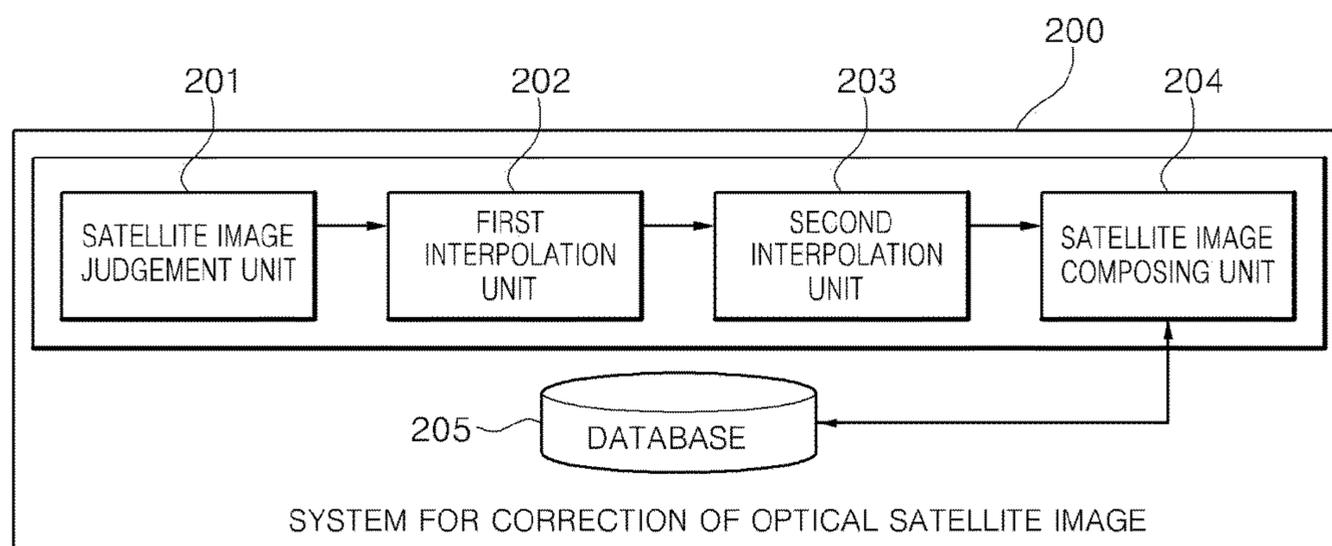 200
201
202
203
204
SATELLITE IMAGE
JUDGEMENT UNIT
FIRST
INTERPOLATION
UNIT
SECOND
INTERPOLATION
UNIT
SATELLITE IMAGE
COMPOSING UNIT
205
DATABASE
SYSTEM FOR CORRECTION OF OPTICAL SATELLITE IMAGE